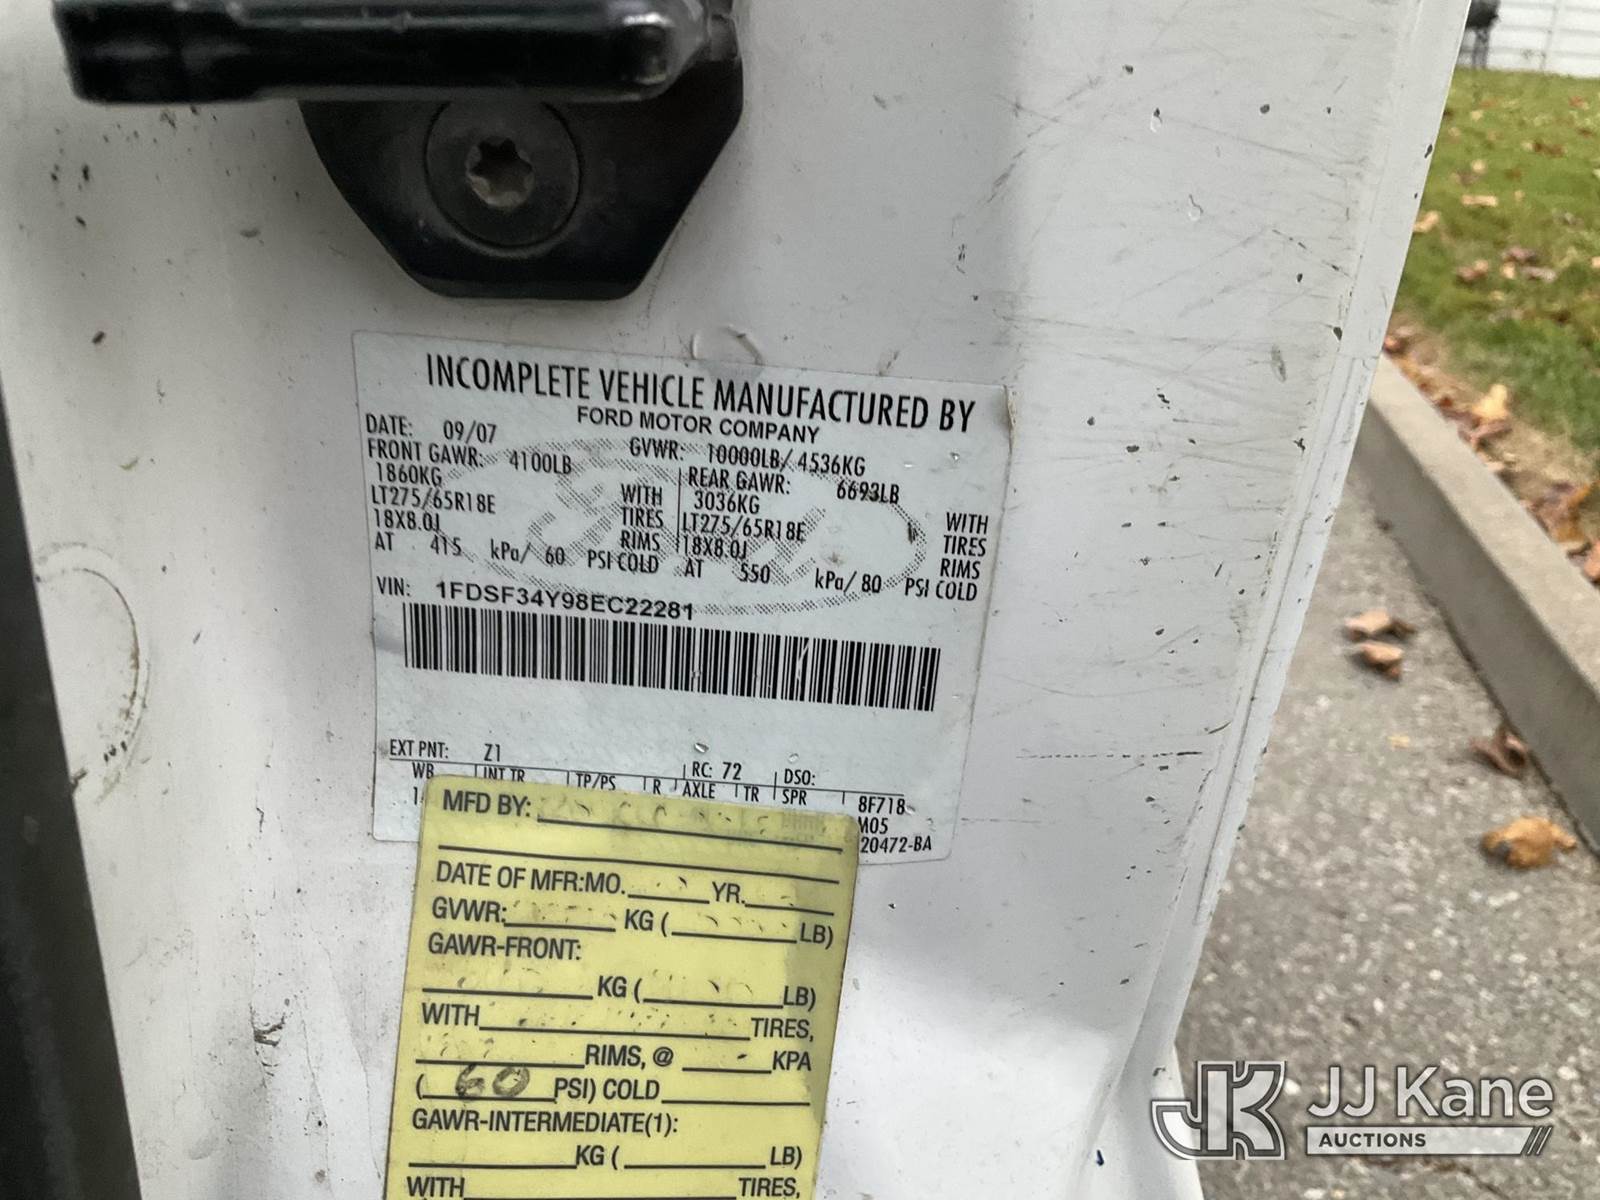 INCOMPLETE VEHICLE MANUFACTURED BY
FORD MOTOR COMPANY
DATE: 09/07 GVWR: 10000LB/ 4536KG
FRONT GAWR: 4100LB REAR GAWR: 6693LB
1860KG WITH 3036KG WITH
LT275/65R18E TIRES LT275/65R18E TIRES
18X8.0J RIMS 18X8.0J RIMS
AT 415 kPa/ 60 PSI COLD AT 550 kPa/ 80 PSI COLD
VIN: 1FDSF34Y98EC22281
EXT PNT: Z1 RC: 72 DSO:
WB INT TR TP/PS R AXLE TR SPR 8F718
M05
20472-BA
MFD BY:
DATE OF MFR:MO. YR.
GVWR: KG ( LB)
GAWR-FRONT:
KG ( LB)
WITH TIRES,
RIMS, @ KPA
( 60 PSI) COLD
GAWR-INTERMEDIATE(1):
KG ( LB)
WITH TIRES,
JJ Kane
AUCTIONS